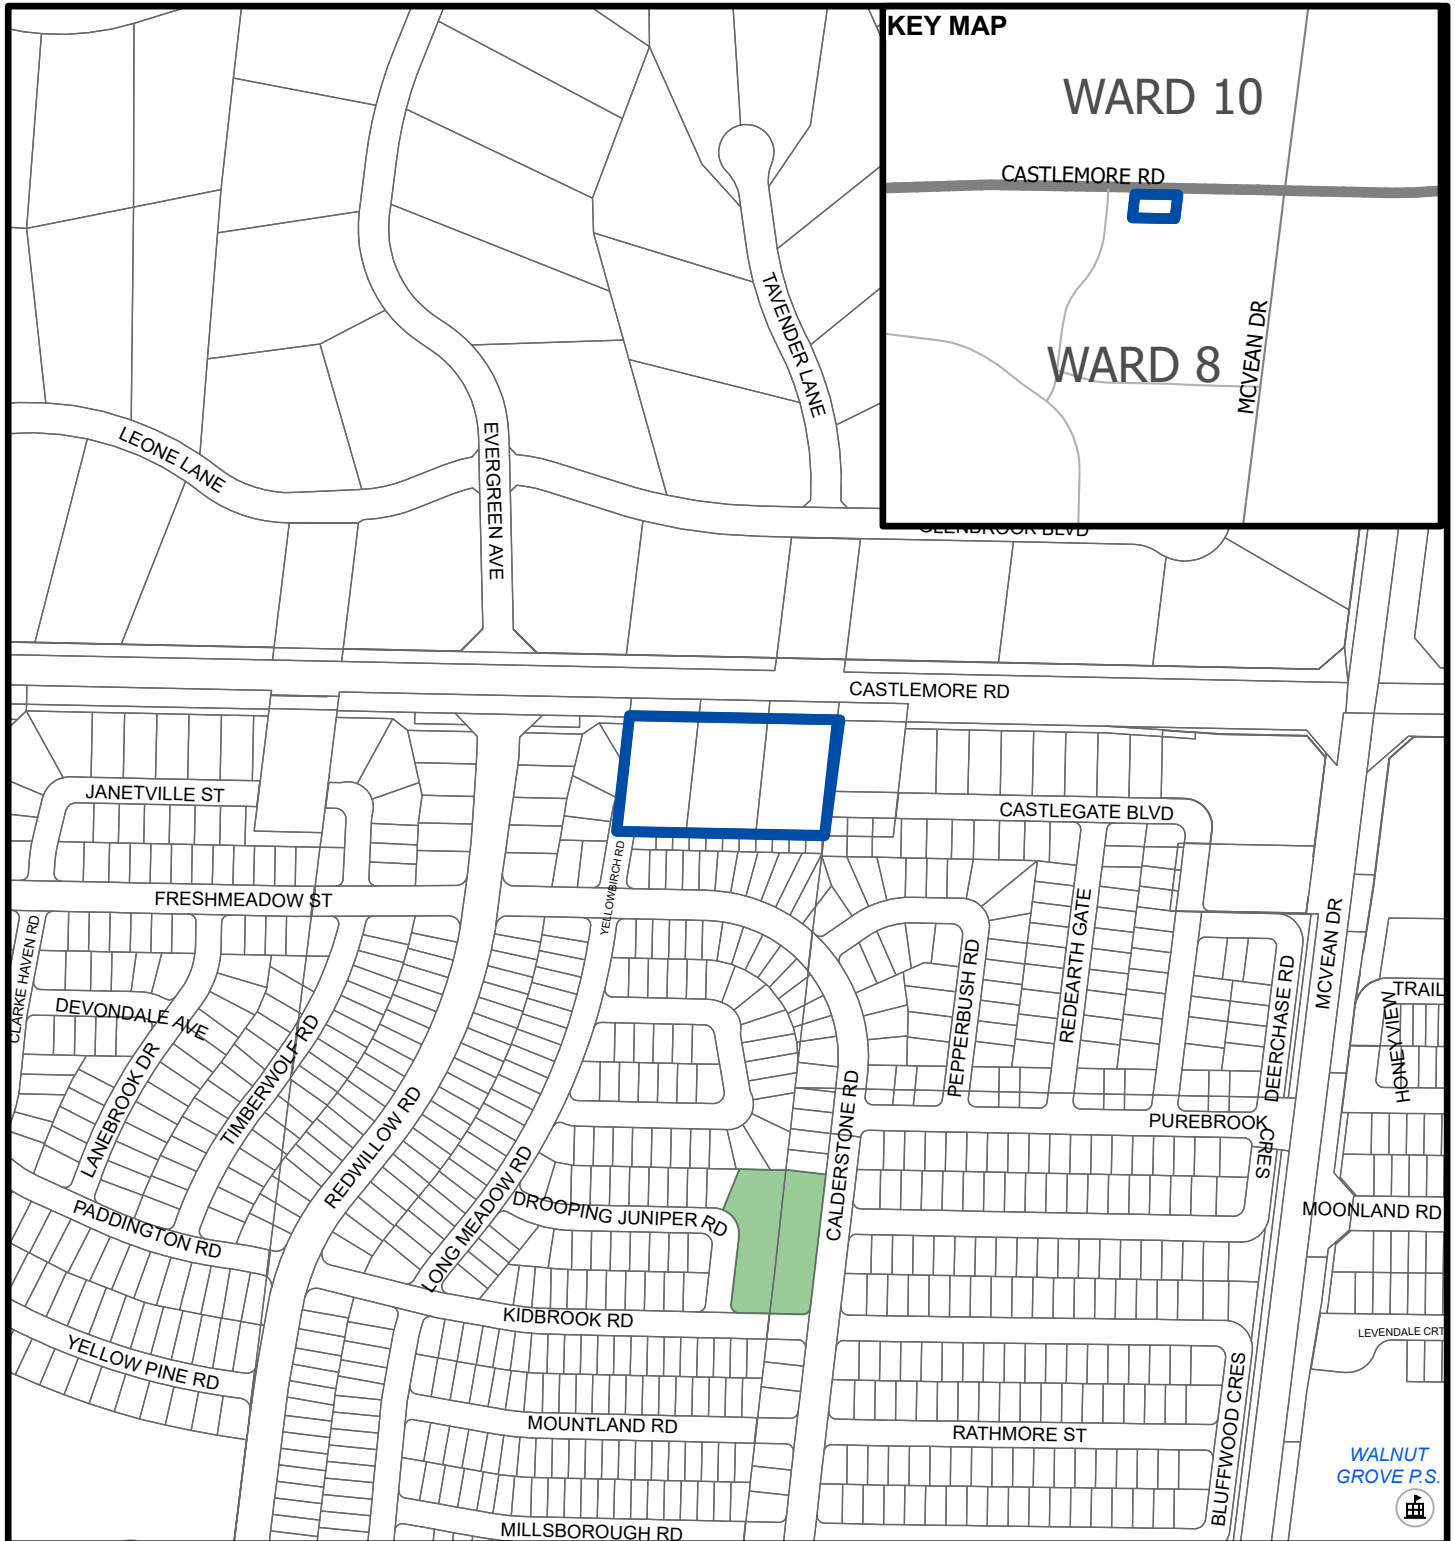 KEY MAP
WARD 10
CASTLEMORE RD
WARD 8
MCVEAN DR
TAVENDER LANE
LEONE LANE
EVERGREEN AVE
GLENBROOK BLVD
CASTLEMORE RD
JANETVILLE ST
CASTLEGATE BLVD
YELLOWBIRCH RD
FRESHMEADOW ST
CLARKE HAVEN RD
REDEARTH GATE
MCVEAN DR
PEPPERBUSH RD
DEERCHASE RD
TRAIL
HONEYVIEW
DEVONDALE AVE
LANEBROOK DR
TIMBERWOLF RD
REDWILLOW RD
CALDERSTONE RD
PUREBROOK
CRES
LONG MEADOW RD
DROOPING JUNIPER RD
PADDINGTON RD
MOONLAND RD
KIDBROOK RD
LEVENDALE CRT
YELLOW PINE RD
BLUFFWOOD CRES
MOUNTLAND RD
RATHMORE ST
WALNUT
GROVE P.S.
MILLSBOROUGH RD